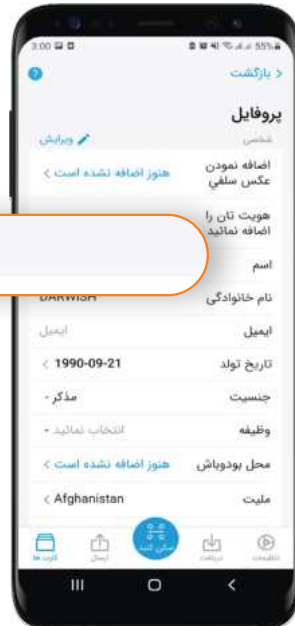 3:00
55%
بازگشت
پروفایل
شخصی
ویرایش
اضافه نمودن عکس سلفي
هنوز اضافه نشده است
هویت تان را اضافه نمائید
اسم
نام خانوادگی
DARWISH
ایمیل
ایمیل
تاریخ تولد
1990-09-21
جنسیت
مذکر -
وظیفه
انتخاب نمائید -
محل بودوباش
هنوز اضافه نشده است
ملیت
Afghanistan
تنظیمات
دریافت
سکن کنید
ارسال
کارت ها